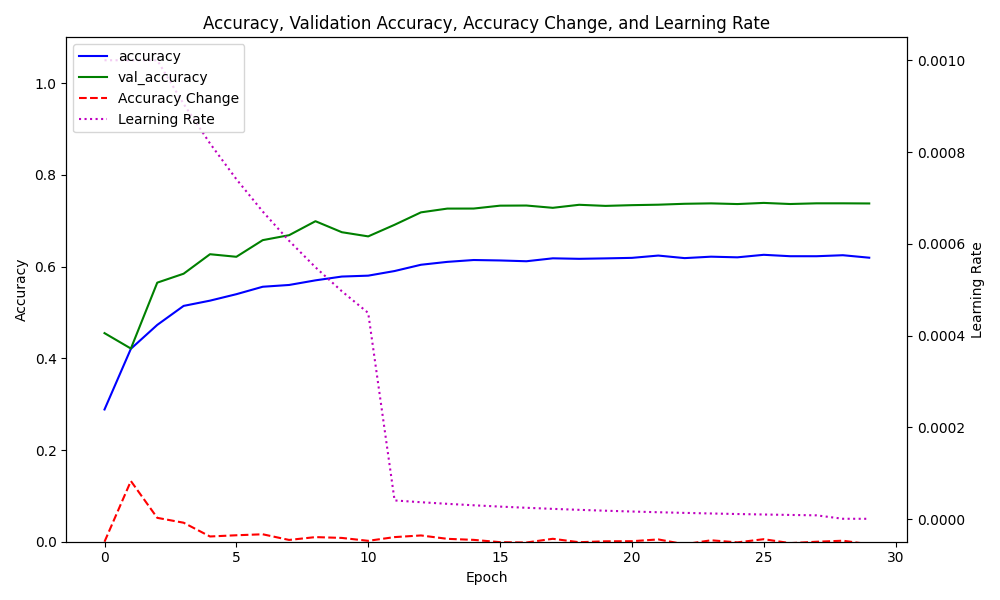 Accuracy, Validation Accuracy, Accuracy Change, and Learning Rate
accuracy
val_accuracy
Accuracy Change
Learning Rate
1.0
0.8
0.6
0.4
0.2
0.0
Accuracy
0.0010
0.0008
0.0006
0.0004
0.0002
0.0000
Learning Rate
0 5 10 15 20 25 30
Epoch